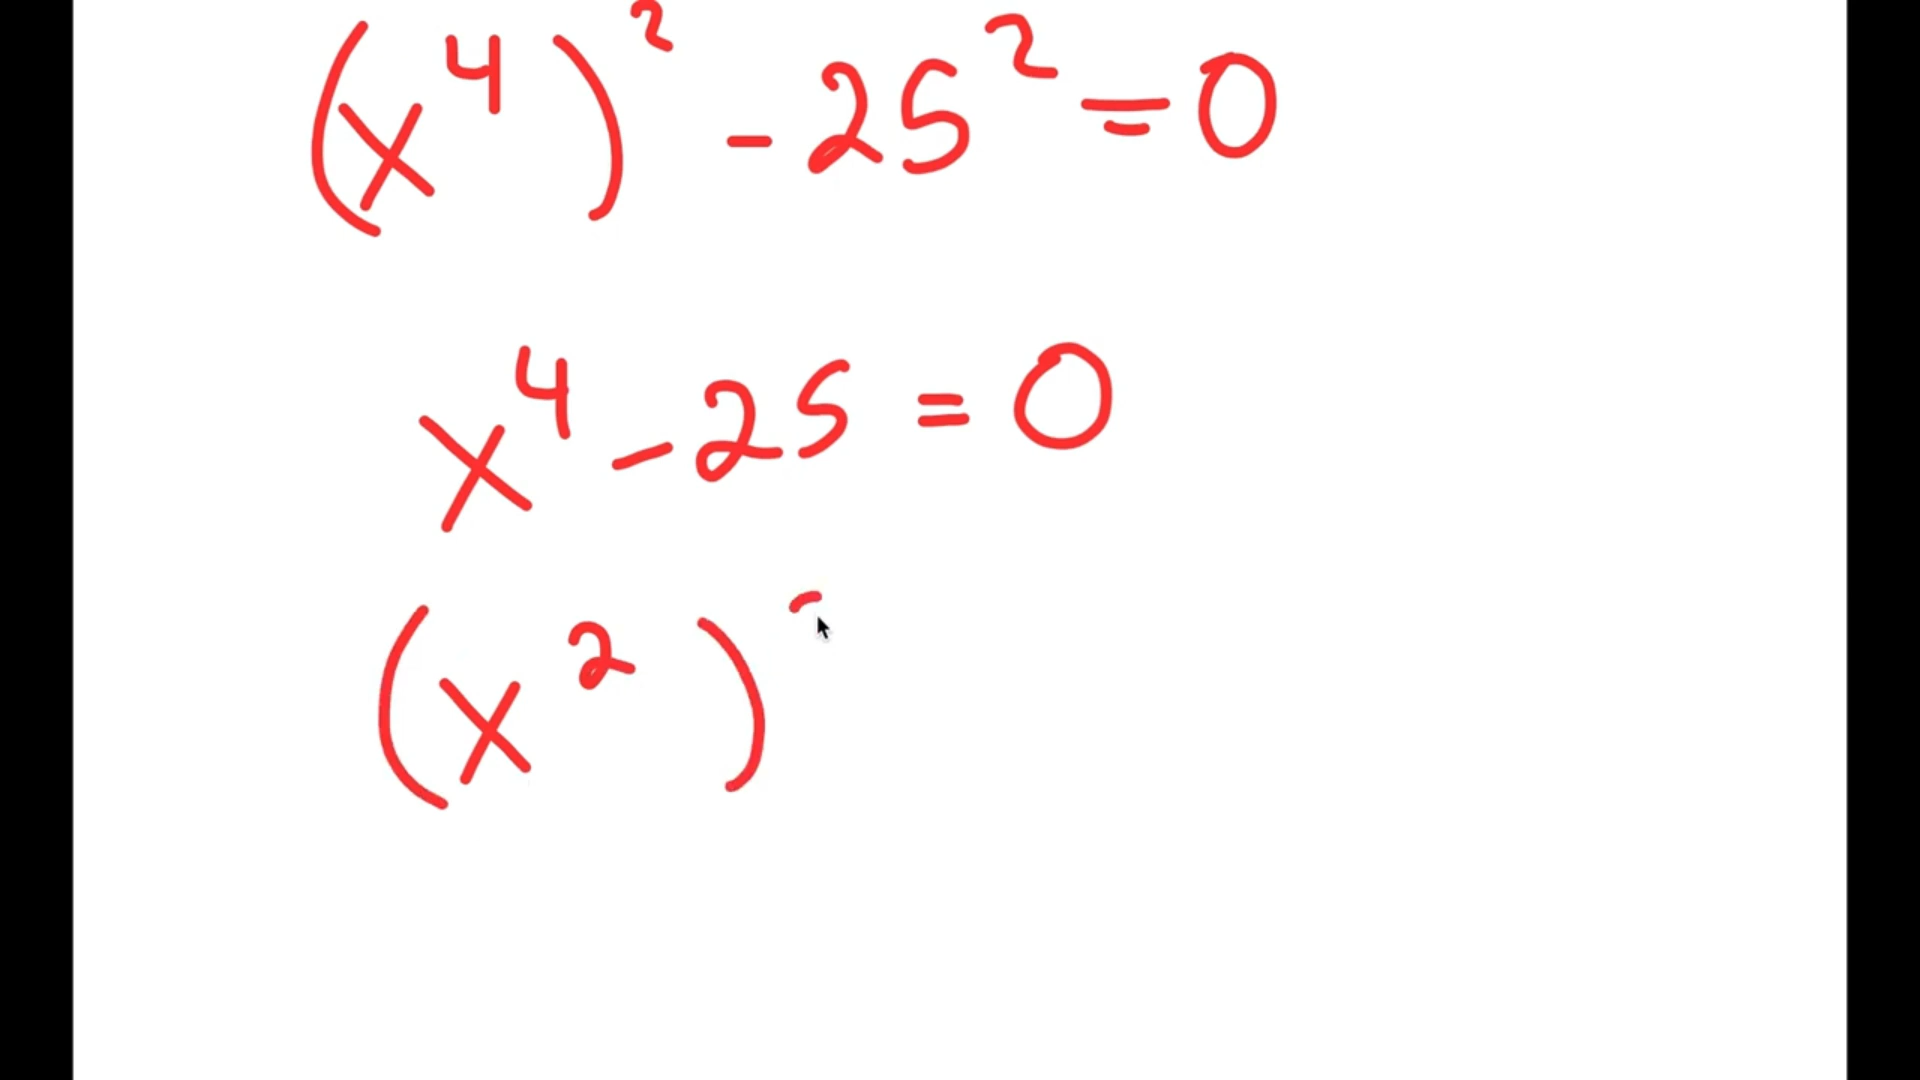 (x⁴)² - 25² = 0
x⁴ - 25 = 0
(x²)